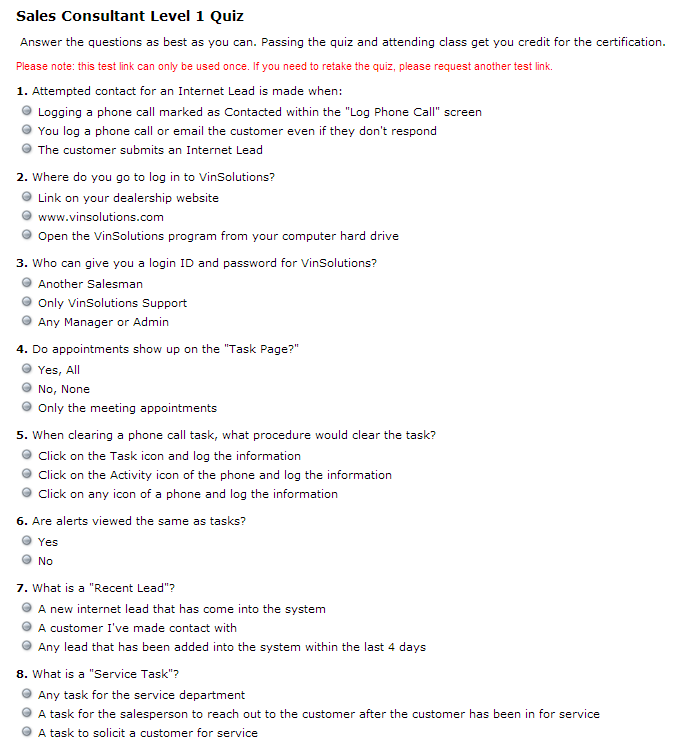 Sales Consultant Level 1 Quiz
Answer the questions as best as you can. Passing the quiz and attending class get you credit for the certification.
Please note: this test link can only be used once. If you need to retake the quiz, please request another test link.
1. Attempted contact for an Internet Lead is made when:
Logging a phone call marked as Contacted within the "Log Phone Call" screen
You log a phone call or email the customer even if they don't respond
The customer submits an Internet Lead
2. Where do you go to log in to VinSolutions?
Link on your dealership website
www.vinsolutions.com
Open the VinSolutions program from your computer hard drive
3. Who can give you a login ID and password for VinSolutions?
Another Salesman
Only VinSolutions Support
Any Manager or Admin
4. Do appointments show up on the "Task Page?"
Yes, All
No, None
Only the meeting appointments
5. When clearing a phone call task, what procedure would clear the task?
Click on the Task icon and log the information
Click on the Activity icon of the phone and log the information
Click on any icon of a phone and log the information
6. Are alerts viewed the same as tasks?
Yes
No
7. What is a "Recent Lead"?
A new internet lead that has come into the system
A customer I've made contact with
Any lead that has been added into the system within the last 4 days
8. What is a "Service Task"?
Any task for the service department
A task for the salesperson to reach out to the customer after the customer has been in for service
A task to solicit a customer for service